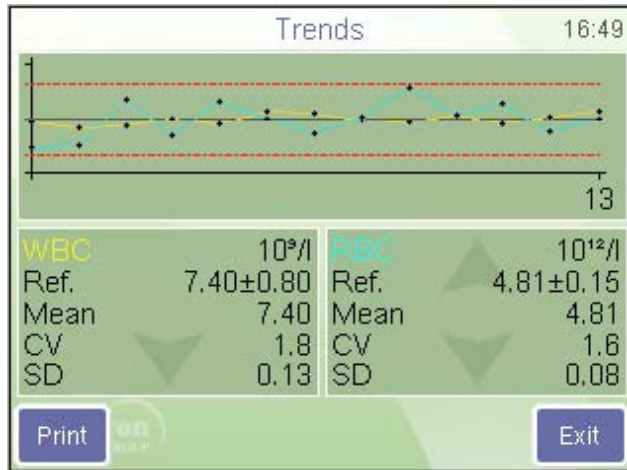 Trends 16:49
13
WBC 10⁹/l
Ref. 7.40±0.80
Mean 7.40
CV 1.8
SD 0.13
RBC 10¹²/l
Ref. 4.81±0.15
Mean 4.81
CV 1.6
SD 0.08
Print
Exit